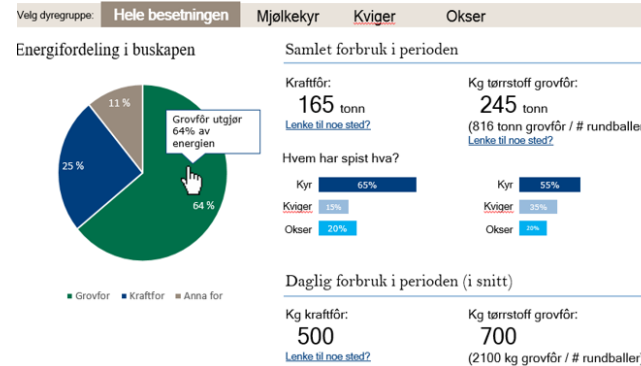 Velg dyregruppe: Hele besetningen Mjølkekyr Kviger Okser
Energifordeling i buskapen
11 %
25 %
64 %
Grovfôr utgjør
64% av
energien
Grovfor Kraftfor Anna for
Samlet forbruk i perioden
Kraftfôr:
165 tonn
Lenke til noe sted?
Kg tørrstoff grovfôr:
245 tonn
(816 tonn grovfôr / # rundballer
Lenke til noe sted?
Hvem har spist hva?
Kyr 65%
Kviger 15%
Okser 20%
Kyr 55%
Kviger 35%
Okser 20%
Daglig forbruk i perioden (i snitt)
Kg kraftfôr:
500
Lenke til noe sted?
Kg tørrstoff grovfôr:
700
(2100 kg grovfôr / # rundballer)